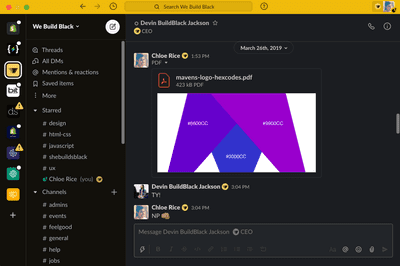 Search We Build Black
We Build Black
Threads
All DMs
Mentions & reactions
Saved items
More
Starred
# design
# html-css
# javascript
# shebuildsblack
# ux
Chloe Rice (you)
Channels
# admins
# events
# feelgood
# general
# help
# jobs
Devin BuildBlack Jackson
CEO
March 26th, 2019
Chloe Rice 1:53 PM
PDF
mavens-logo-hexcodes.pdf
423 kB PDF
#6600CC
#9900CC
Devin BuildBlack Jackson 3:04 PM
TY!
Chloe Rice 3:04 PM
NP
Message Devin BuildBlack Jackson CEO
bit